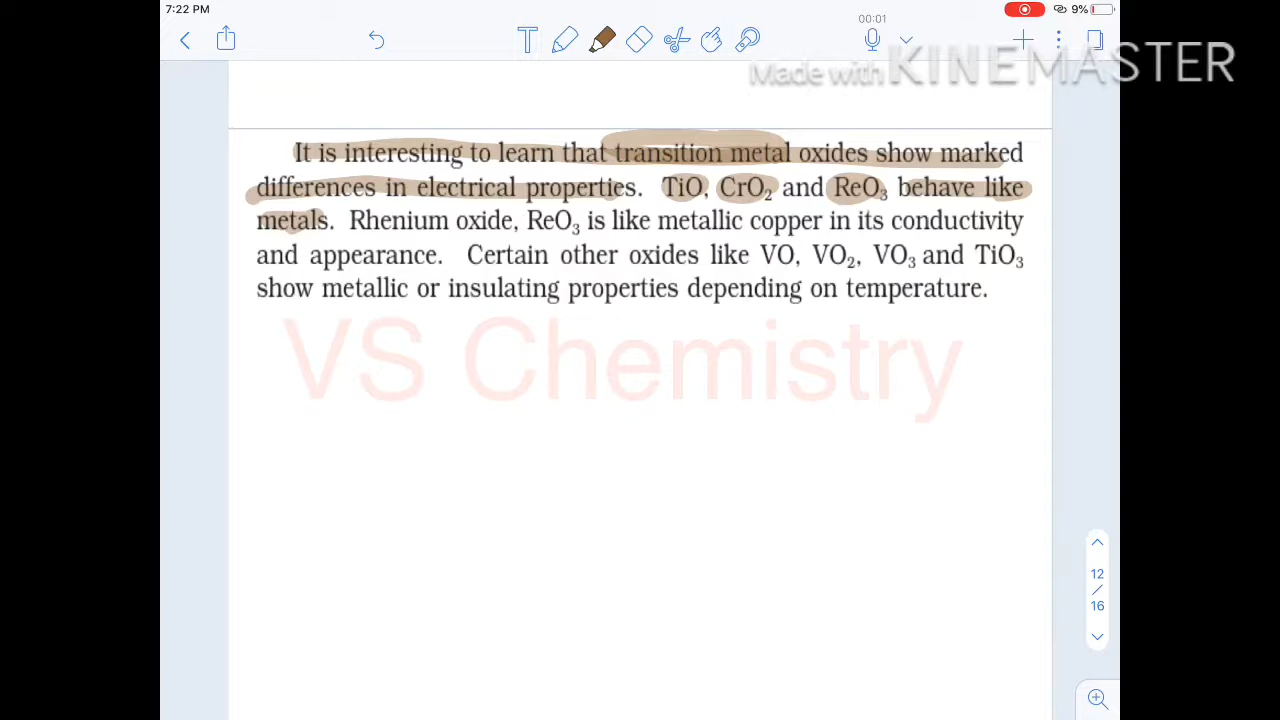 7:22 PM
9%
00:01
Made with KINEMASTER
It is interesting to learn that transition metal oxides show marked
differences in electrical properties. TiO, CrO₂ and ReO₃ behave like
metals. Rhenium oxide, ReO₃ is like metallic copper in its conductivity
and appearance. Certain other oxides like VO, VO₂, VO₃ and TiO₃
show metallic or insulating properties depending on temperature.
VS Chemistry
12
/
16